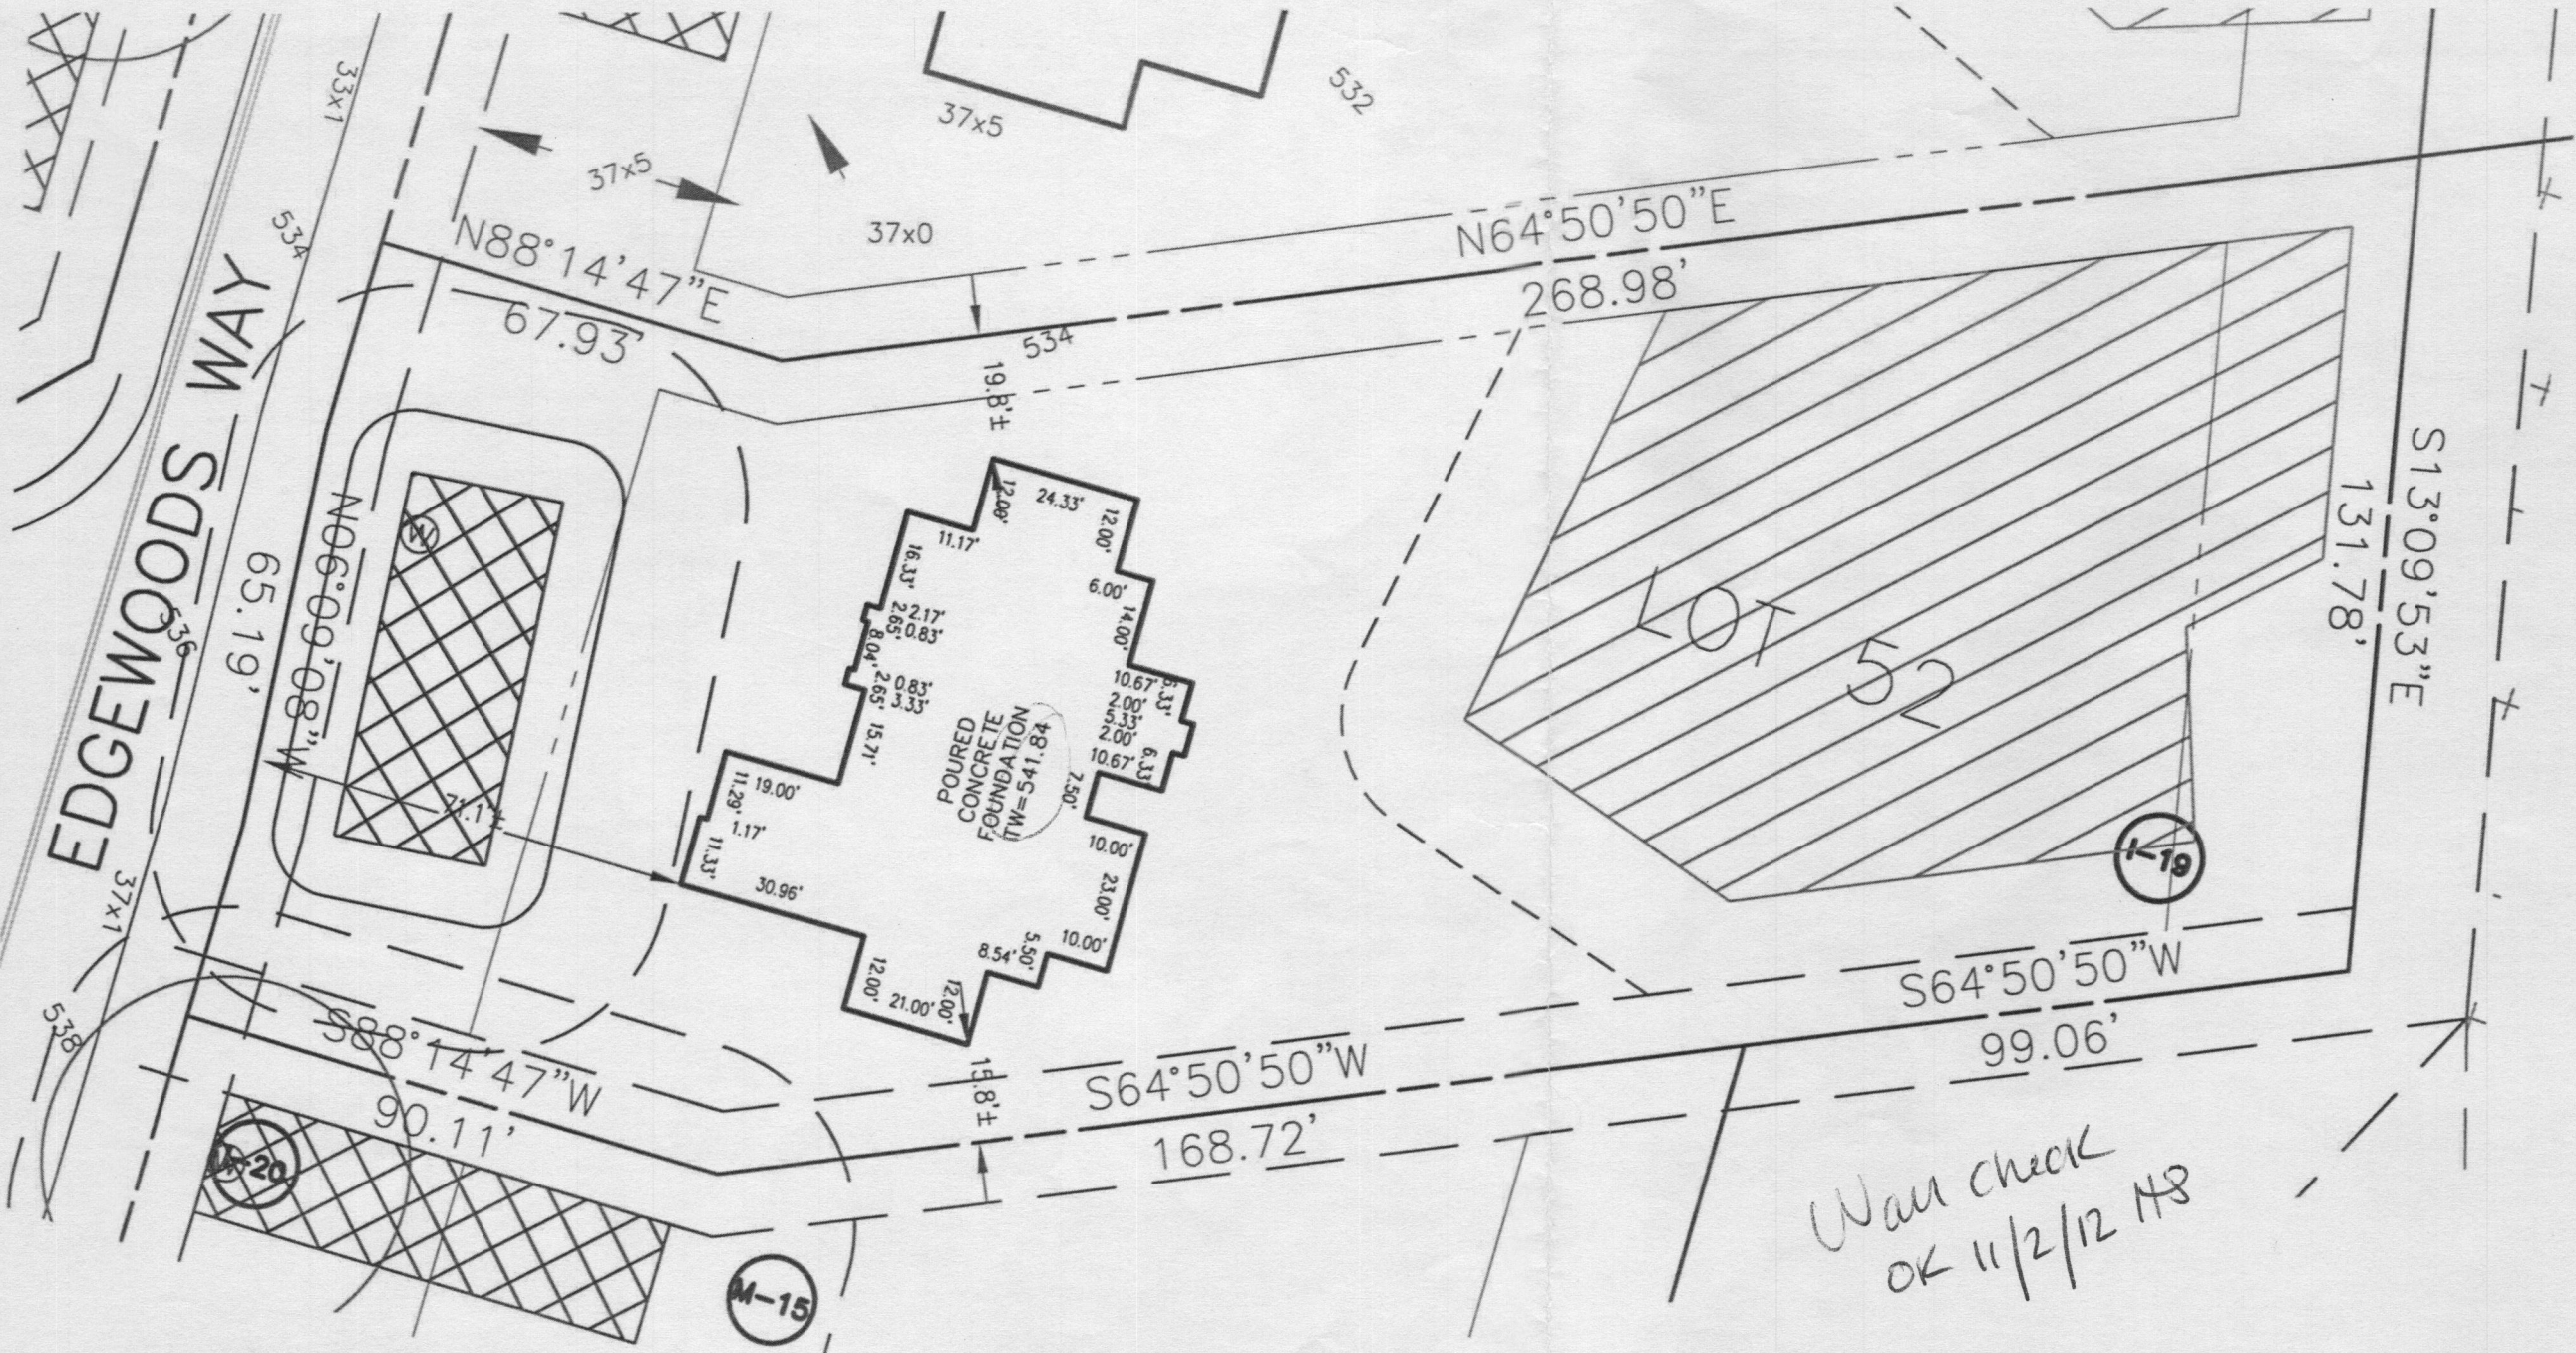 33x1
532
37x5
37x5
37x0
534
N88°14'47"E
67.93'
N64°50'50"E
268.98'
534
19.8'±
EDGEWOODS WAY
536
65.19'
N06°09'08"W
W
71.1'±
37x1
538
12.00'
24.33'
12.00'
11.17'
16.33'
6.00'
14.00'
2.17'
2.65'
0.83'
8.04'
0.83'
2.65'
3.33'
15.71'
10.67'
6.33'
2.00'
5.33'
2.00'
10.67'
6.33'
7.50'
POURED
CONCRETE
FOUNDATION
TW=541.84
19.00'
11.29'
1.17'
11.33'
30.96'
10.00'
23.00'
10.00'
5.50'
8.54'
12.00'
21.00'
12.00'
15.8'±
LOT 52
I-19
S13°09'53"E
131.78'
S64°50'50"W
99.06'
S64°50'50"W
168.72'
S88°14'47"W
90.11'
M-15
Wall check
OK 11/2/12 HS